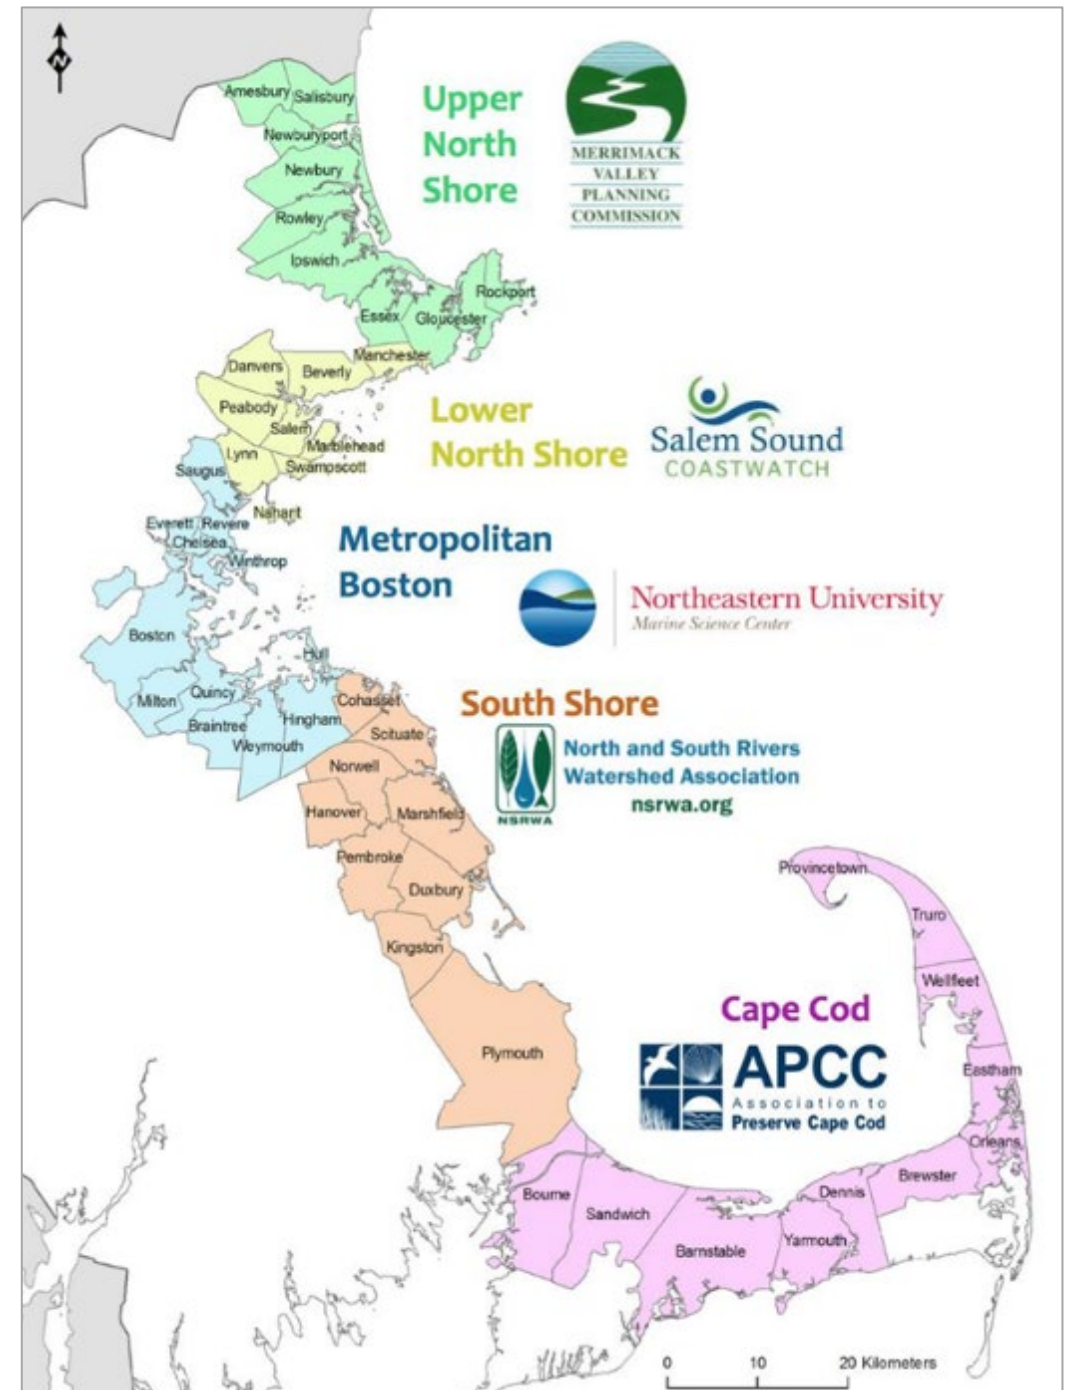 N
Amesbury
Salisbury
Newburyport
Newbury
Rowley
Ipswich
Rockport
Essex
Gloucester
Upper
North
Shore
MERRIMACK
VALLEY
PLANNING
COMMISSION
Manchester
Danvers
Beverly
Peabody
Salem
Marblehead
Lynn
Swampscott
Nahant
Lower
North Shore
Salem Sound
COASTWATCH
Saugus
Everett
Revere
Chelsea
Winthrop
Metropolitan
Boston
Northeastern University
Marine Science Center
Boston
Hull
Milton
Quincy
Braintree
Hingham
Weymouth
South Shore
North and South Rivers
Watershed Association
nsrwa.org
NSRWA
Cohasset
Scituate
Norwell
Hanover
Marshfield
Pembroke
Duxbury
Kingston
Plymouth
Provincetown
Truro
Wellfleet
Eastham
Orleans
Brewster
Dennis
Yarmouth
Barnstable
Sandwich
Bourne
Cape Cod
APCC
Association to
Preserve Cape Cod
0 10 20 Kilometers